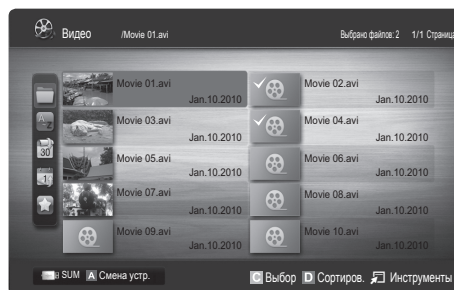 Видео /Movie 01.avi Выбрано файлов: 2 1/1 Страница
Movie 01.avi Movie 02.avi
Jan.10.2010 Jan.10.2010
Movie 03.avi Movie 04.avi
Jan.10.2010 Jan.10.2010
30
Movie 05.avi Movie 06.avi
Jan.10.2010 Jan.10.2010
1
Movie 07.avi Movie 08.avi
Jan.10.2010 Jan.10.2010
Movie 09.avi Movie 10.avi
Jan.10.2010 Jan.10.2010
SUM A Смена устр. C Выбор D Сортиров. Инструменты